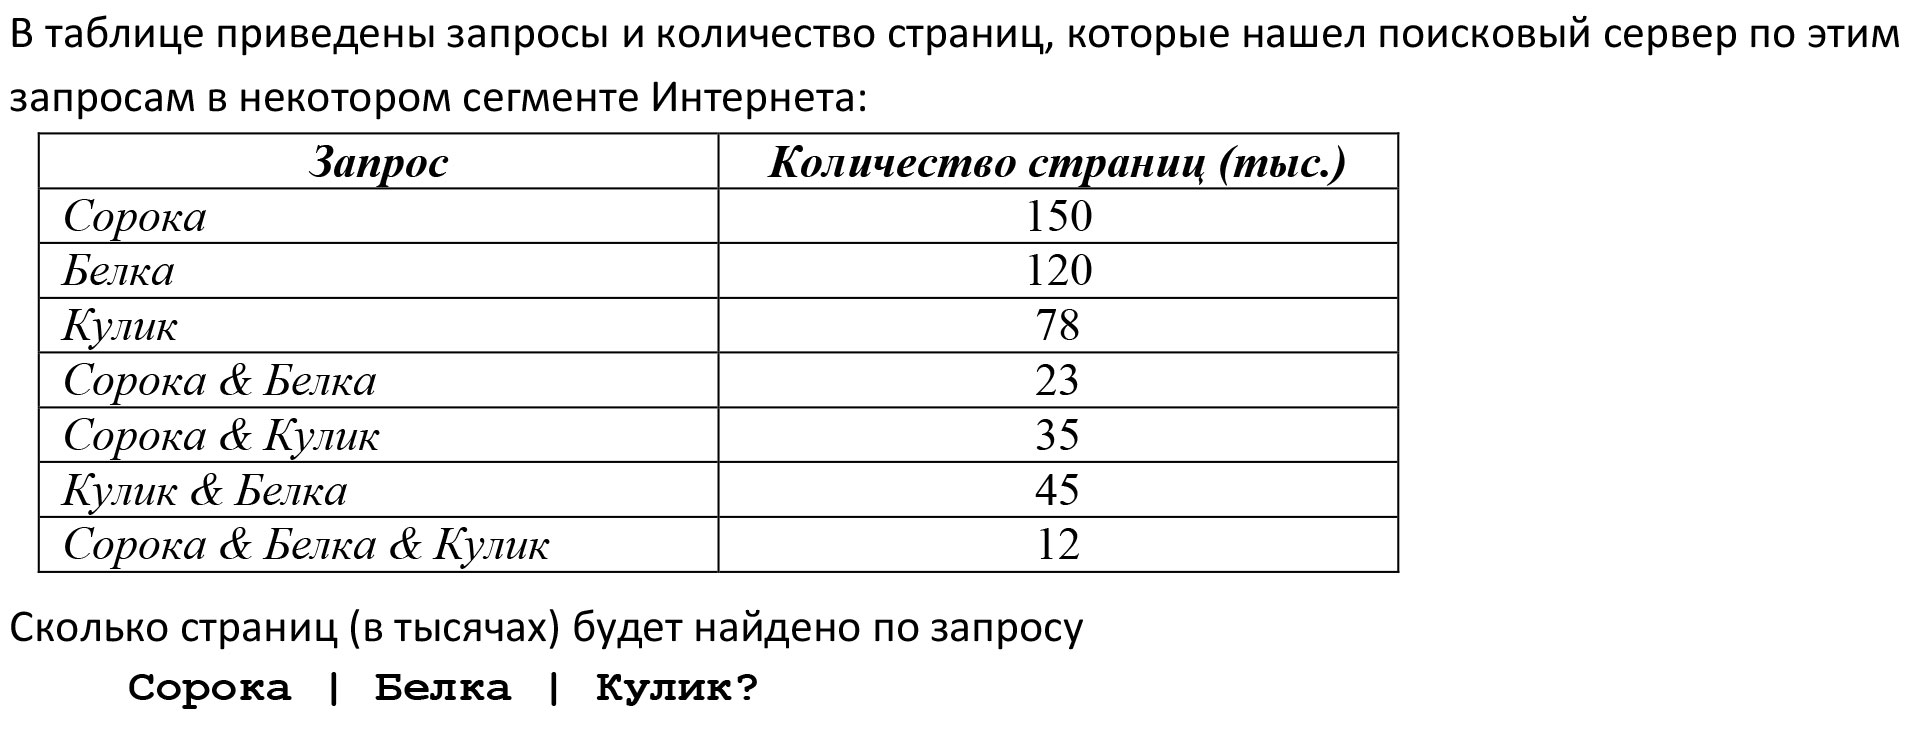 В таблице приведены запросы и количество страниц, которые нашел поисковый сервер по этим
запросам в некотором сегменте Интернета:
Запрос Количество страниц (тыс.)
Сорока 150
Белка 120
Кулик 78
Сорока & Белка 23
Сорока & Кулик 35
Кулик & Белка 45
Сорока & Белка & Кулик 12
Сколько страниц (в тысячах) будет найдено по запросу
Сорока | Белка | Кулик?